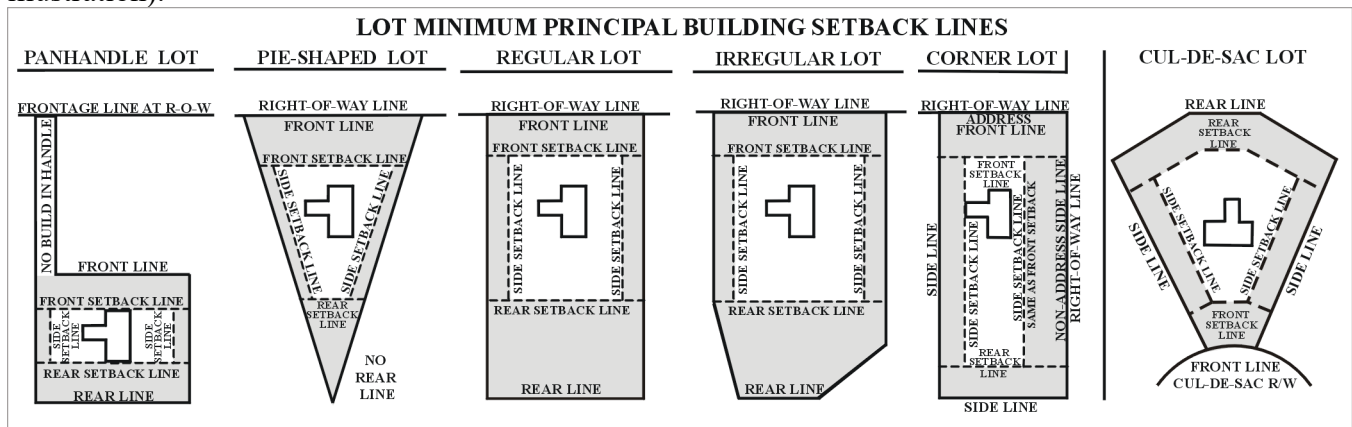 illustration).
LOT MINIMUM PRINCIPAL BUILDING SETBACK LINES
PANHANDLE LOT
FRONTAGE LINE AT R-O-W
NO BUILD IN HANDLE
FRONT LINE
FRONT SETBACK LINE
SIDE
SETBACK
LINE
SIDE
SETBACK
LINE
REAR SETBACK LINE
REAR LINE
PIE-SHAPED LOT
RIGHT-OF-WAY LINE
FRONT LINE
FRONT SETBACK LINE
SIDE SETBACK LINE
SIDE SETBACK LINE
REAR
SETBACK
LINE
NO
REAR
LINE
REGULAR LOT
RIGHT-OF-WAY LINE
FRONT LINE
FRONT SETBACK LINE
SIDE SETBACK LINE
SIDE SETBACK LINE
REAR SETBACK LINE
REAR LINE
IRREGULAR LOT
RIGHT-OF-WAY LINE
FRONT LINE
FRONT SETBACK LINE
SIDE SETBACK LINE
SIDE SETBACK LINE
REAR SETBACK LINE
REAR LINE
CORNER LOT
RIGHT-OF-WAY LINE
ADDRESS
FRONT LINE
FRONT
SETBACK
LINE
SIDE LINE
SIDE SETBACK LINE
SIDE SETBACK LINE
SAME AS FRONT SETBACK
NON-ADDRESS SIDE LINE
RIGHT-OF-WAY LINE
REAR
SETBACK
LINE
SIDE LINE
CUL-DE-SAC LOT
REAR LINE
REAR
SETBACK
LINE
SIDE LINE
SIDE SETBACK LINE
SIDE SETBACK LINE
SIDE LINE
FRONT
SETBACK
LINE
FRONT LINE
CUL-DE-SAC R/W